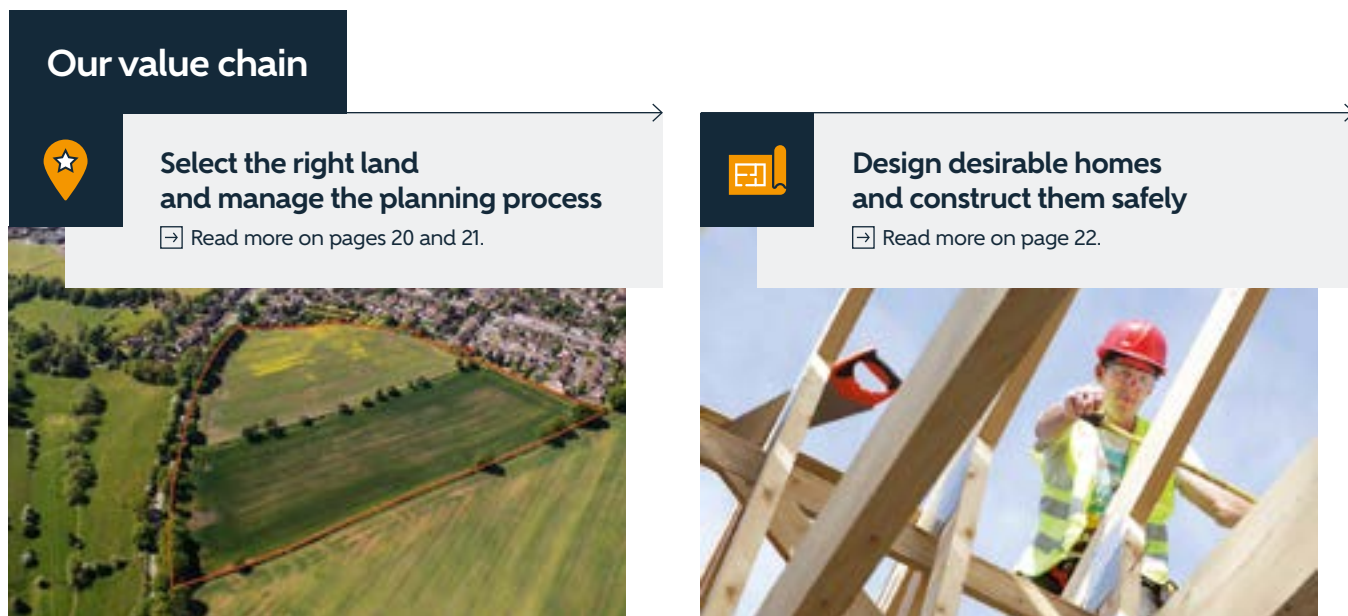 Our value chain
Select the right land
and manage the planning process
Read more on pages 20 and 21.
Design desirable homes
and construct them safely
Read more on page 22.